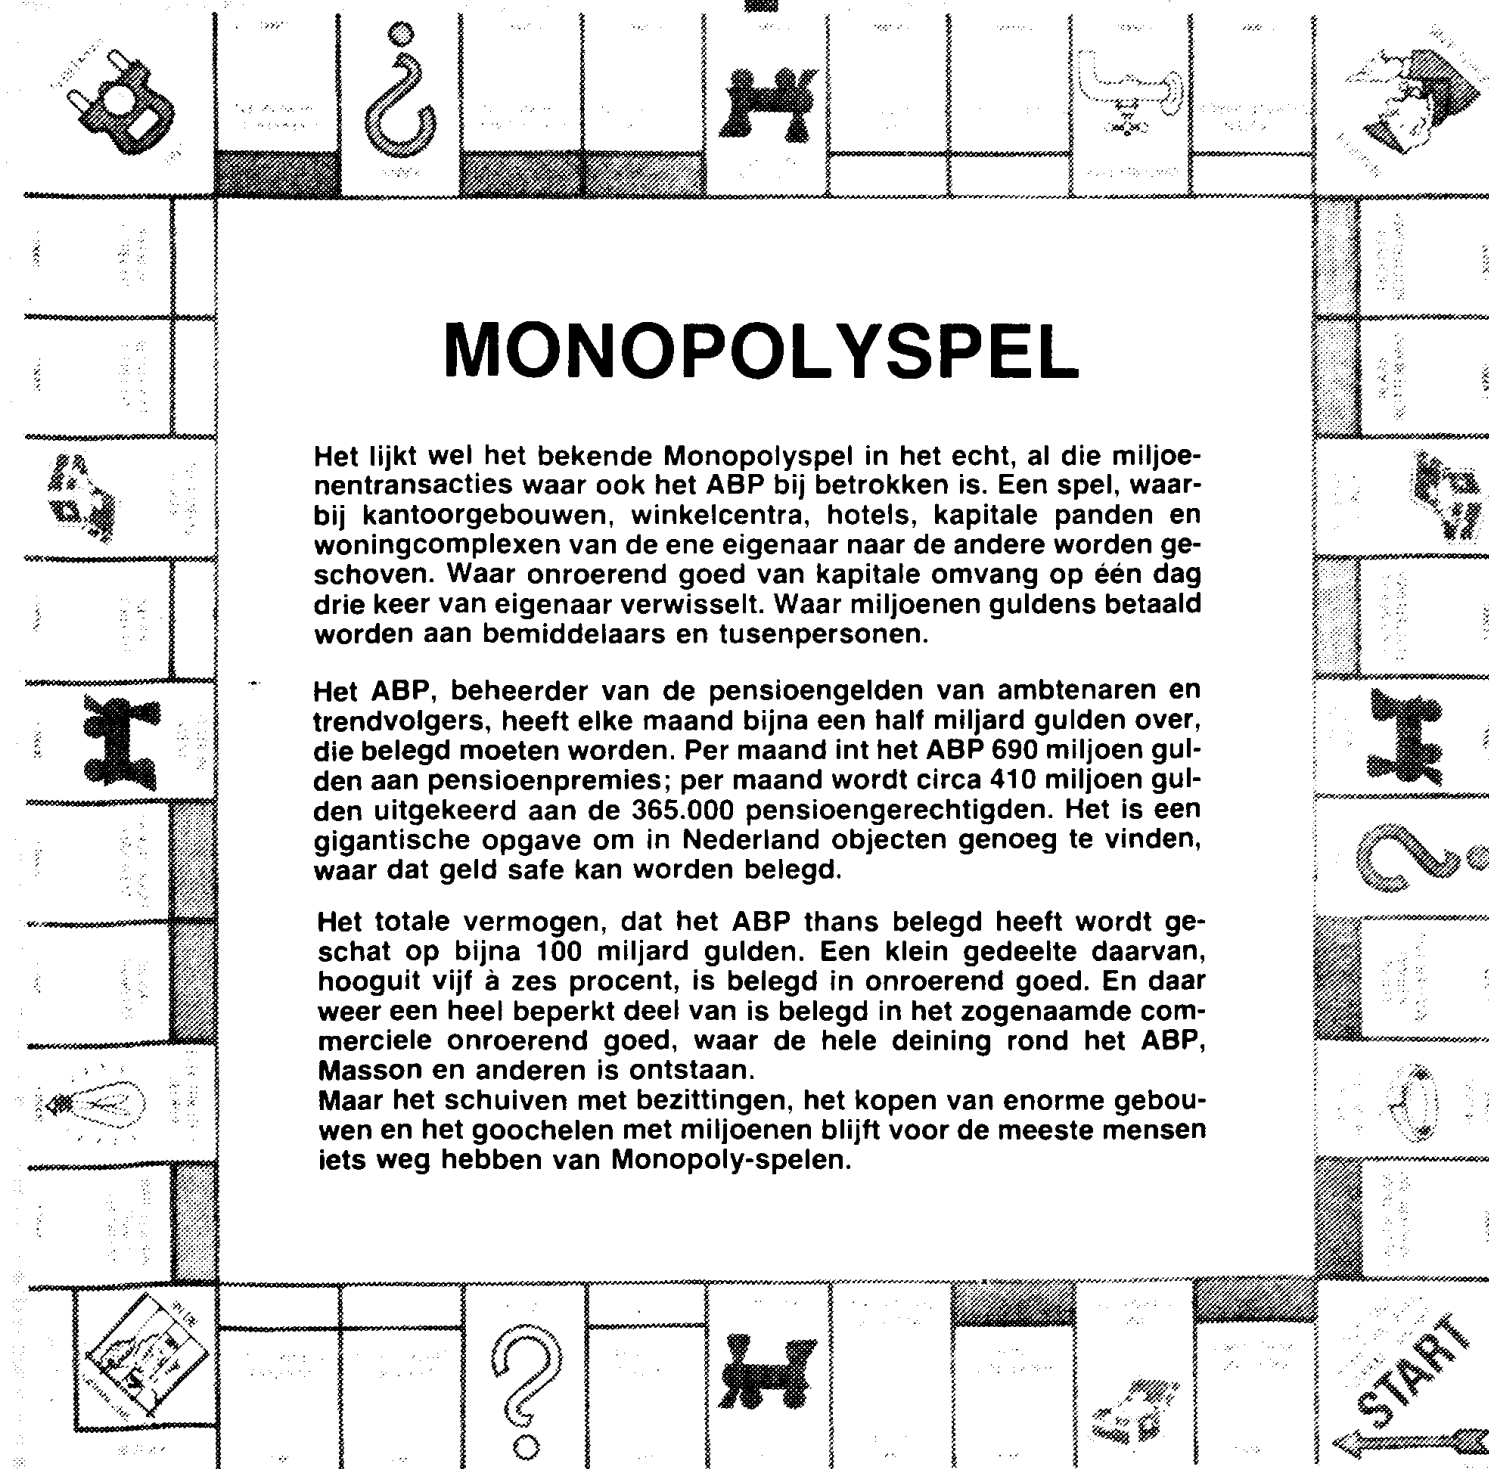 MONOPOLYSPEL
Het lijkt wel het bekende Monopolyspel in het echt, al die miljoe-
nentransacties waar ook het ABP bij betrokken is. Een spel, waar-
bij kantoorgebouwen, winkelcentra, hotels, kapitale panden en
woningcomplexen van de ene eigenaar naar de andere worden ge-
schoven. Waar onroerend goed van kapitale omvang op één dag
drie keer van eigenaar verwisselt. Waar miljoenen guldens betaald
worden aan bemiddelaars en tusenpersonen.
Het ABP, beheerder van de pensioengelden van ambtenaren en
trendvolgers, heeft elke maand bijna een half miljard gulden over,
die belegd moeten worden. Per maand int het ABP 690 miljoen gul-
den aan pensioenpremies; per maand wordt circa 410 miljoen gul-
den uitgekeerd aan de 365.000 pensioengerechtigden. Het is een
gigantische opgave om in Nederland objecten genoeg te vinden,
waar dat geld safe kan worden belegd.
Het totale vermogen, dat het ABP thans belegd heeft wordt ge-
schat op bijna 100 miljard gulden. Een klein gedeelte daarvan,
hooguit vijf à zes procent, is belegd in onroerend goed. En daar
weer een heel beperkt deel van is belegd in het zogenaamde com-
merciele onroerend goed, waar de hele deining rond het ABP,
Masson en anderen is ontstaan.
Maar het schuiven met bezittingen, het kopen van enorme gebou-
wen en het goochelen met miljoenen blijft voor de meeste mensen
iets weg hebben van Monopoly-spelen.
START